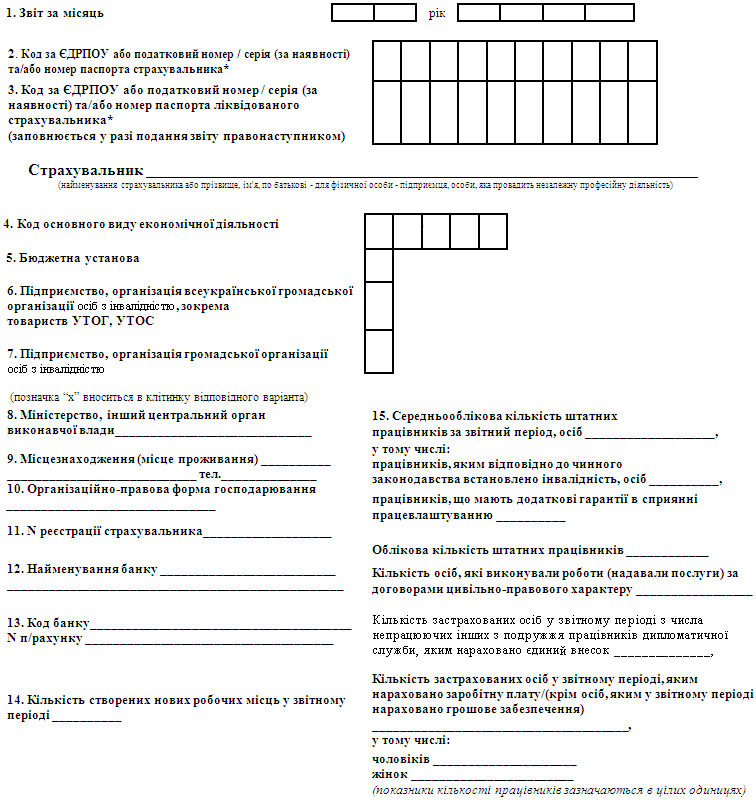 1. Звіт за місяць рік
2. Код за ЄДРПОУ або податковий номер / серія (за наявності)
та/або номер паспорта страхувальника*
3. Код за ЄДРПОУ або податковий номер / серія (за
наявності) та/або номер паспорта ліквідованого
страхувальника*
(заповнюється у разі подання звіту правонаступником)
Страхувальник ______________________________
(найменування страхувальника або прізвище, ім'я, по батькові - для фізичної особи - підприємця, особи, яка провадить незалежну професійну діяльність)
4. Код основного виду економічної діяльності
5. Бюджетна установа
6. Підприємство, організація всеукраїнської громадської
організації осіб з інвалідністю, зокрема
товариств УТОГ, УТОС
7. Підприємство, організація громадської організації
осіб з інвалідністю
(позначка “х” вноситься в клітинку відповідного варіанта)
8. Міністерство, інший центральний орган
виконавчої влади____________________________
9. Місцезнаходження (місце проживання) __________
___________________________ тел.______________
10. Організаційно-правова форма господарювання
______________________________
11. N реєстрації страхувальника__________________
12. Найменування банку _________________________
________________________________________________
13. Код банку_____________________________________
N п/рахунку ___________________________________
14. Кількість створених нових робочих місць у звітному
періоді __________
15. Середньооблікова кількість штатних
працівників за звітний період, осіб ___________________,
у тому числі:
працівників, яким відповідно до чинного
законодавства встановлено інвалідність, осіб __________,
працівників, що мають додаткові гарантії в сприянні
працевлаштуванню __________
Облікова кількість штатних працівників ____________
Кількість осіб, які виконували роботи (надавали послуги) за
договорами цивільно-правового характеру _________________
Кількість застрахованих осіб у звітному періоді з числа
непрацюючих інших з подружжя працівників дипломатичної
служби, яким нараховано єдиний внесок ______________,
Кількість застрахованих осіб у звітному періоді, яким
нараховано заробітну плату/(крім осіб, яким у звітному періоді
нараховано грошове забезпечення)
_____________________________________,
у тому числі:
чоловіків _____________________
жінок ________________________
(показники кількості працівників зазначаються в цілих одиницях)